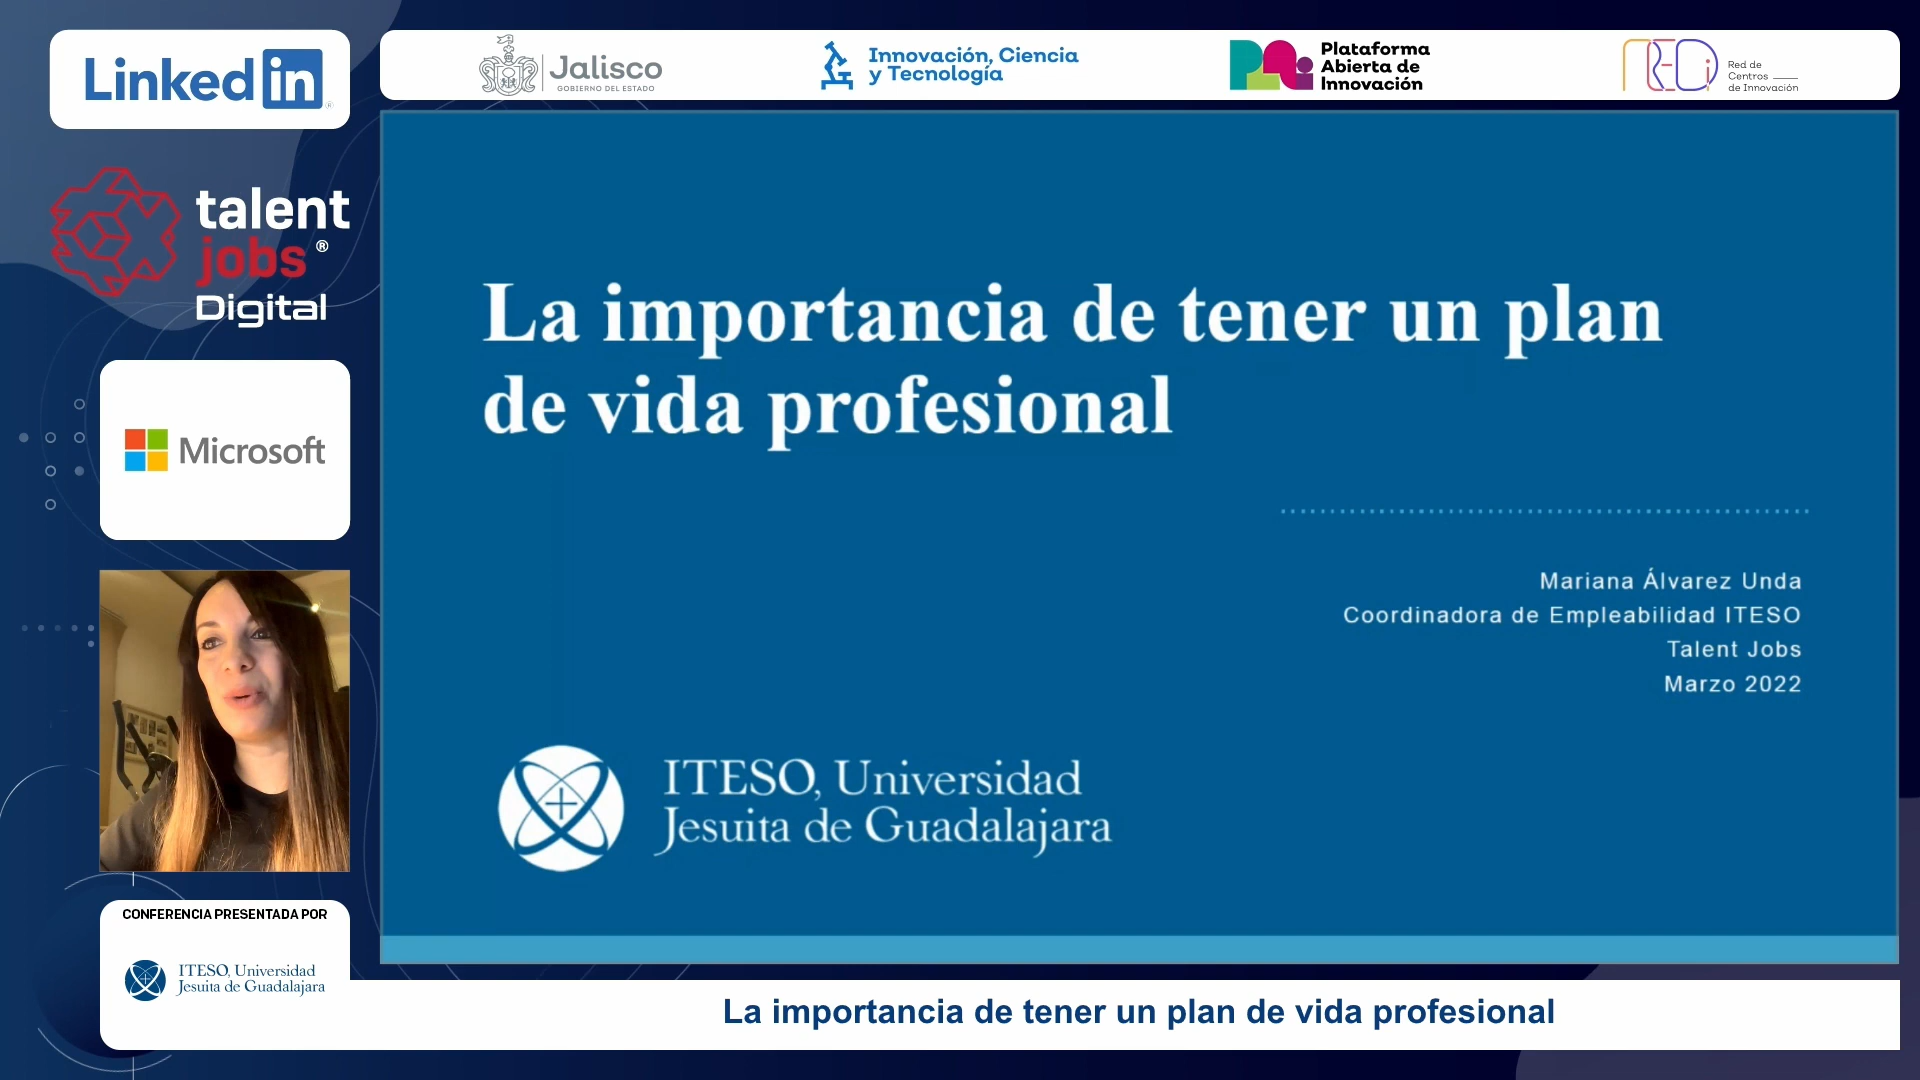 LinkedIn®
Jalisco
GOBIERNO DEL ESTADO
Innovación, Ciencia
y Tecnología
Plataforma
Abierta de
Innovación
REDi
Red de
Centros
de Innovación
talent
jobs®
Digital
Microsoft
La importancia de tener un plan
de vida profesional
Mariana Álvarez Unda
Coordinadora de Empleabilidad ITESO
Talent Jobs
Marzo 2022
ITESO, Universidad
Jesuita de Guadalajara
CONFERENCIA PRESENTADA POR
ITESO, Universidad
Jesuita de Guadalajara
La importancia de tener un plan de vida profesional